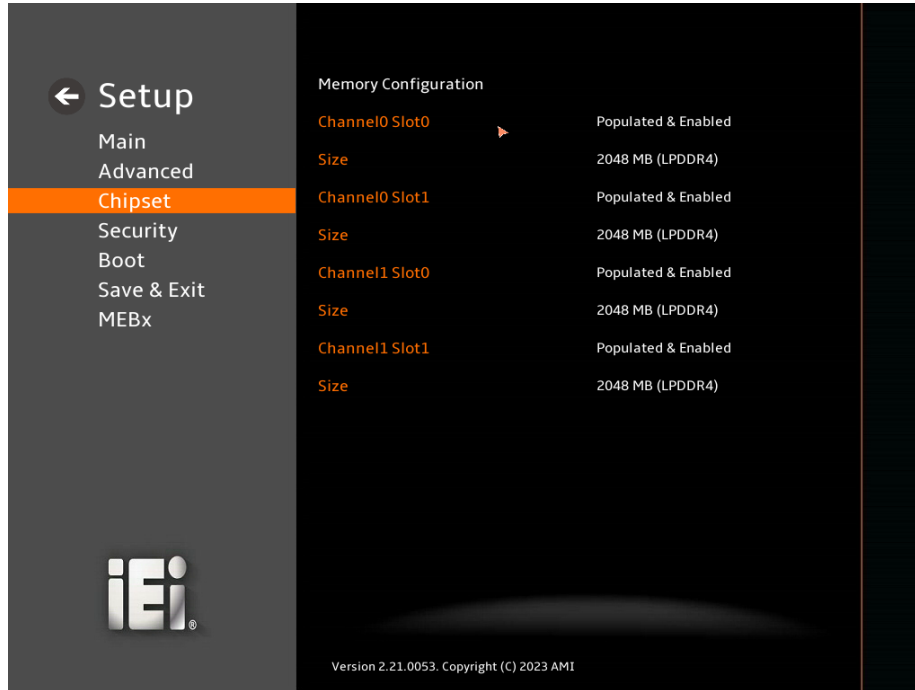 Setup
Main
Advanced
Chipset
Security
Boot
Save & Exit
MEBx
iEi®
Memory Configuration
Channel0 Slot0 Populated & Enabled
Size 2048 MB (LPDDR4)
Channel0 Slot1 Populated & Enabled
Size 2048 MB (LPDDR4)
Channel1 Slot0 Populated & Enabled
Size 2048 MB (LPDDR4)
Channel1 Slot1 Populated & Enabled
Size 2048 MB (LPDDR4)
Version 2.21.0053. Copyright (C) 2023 AMI